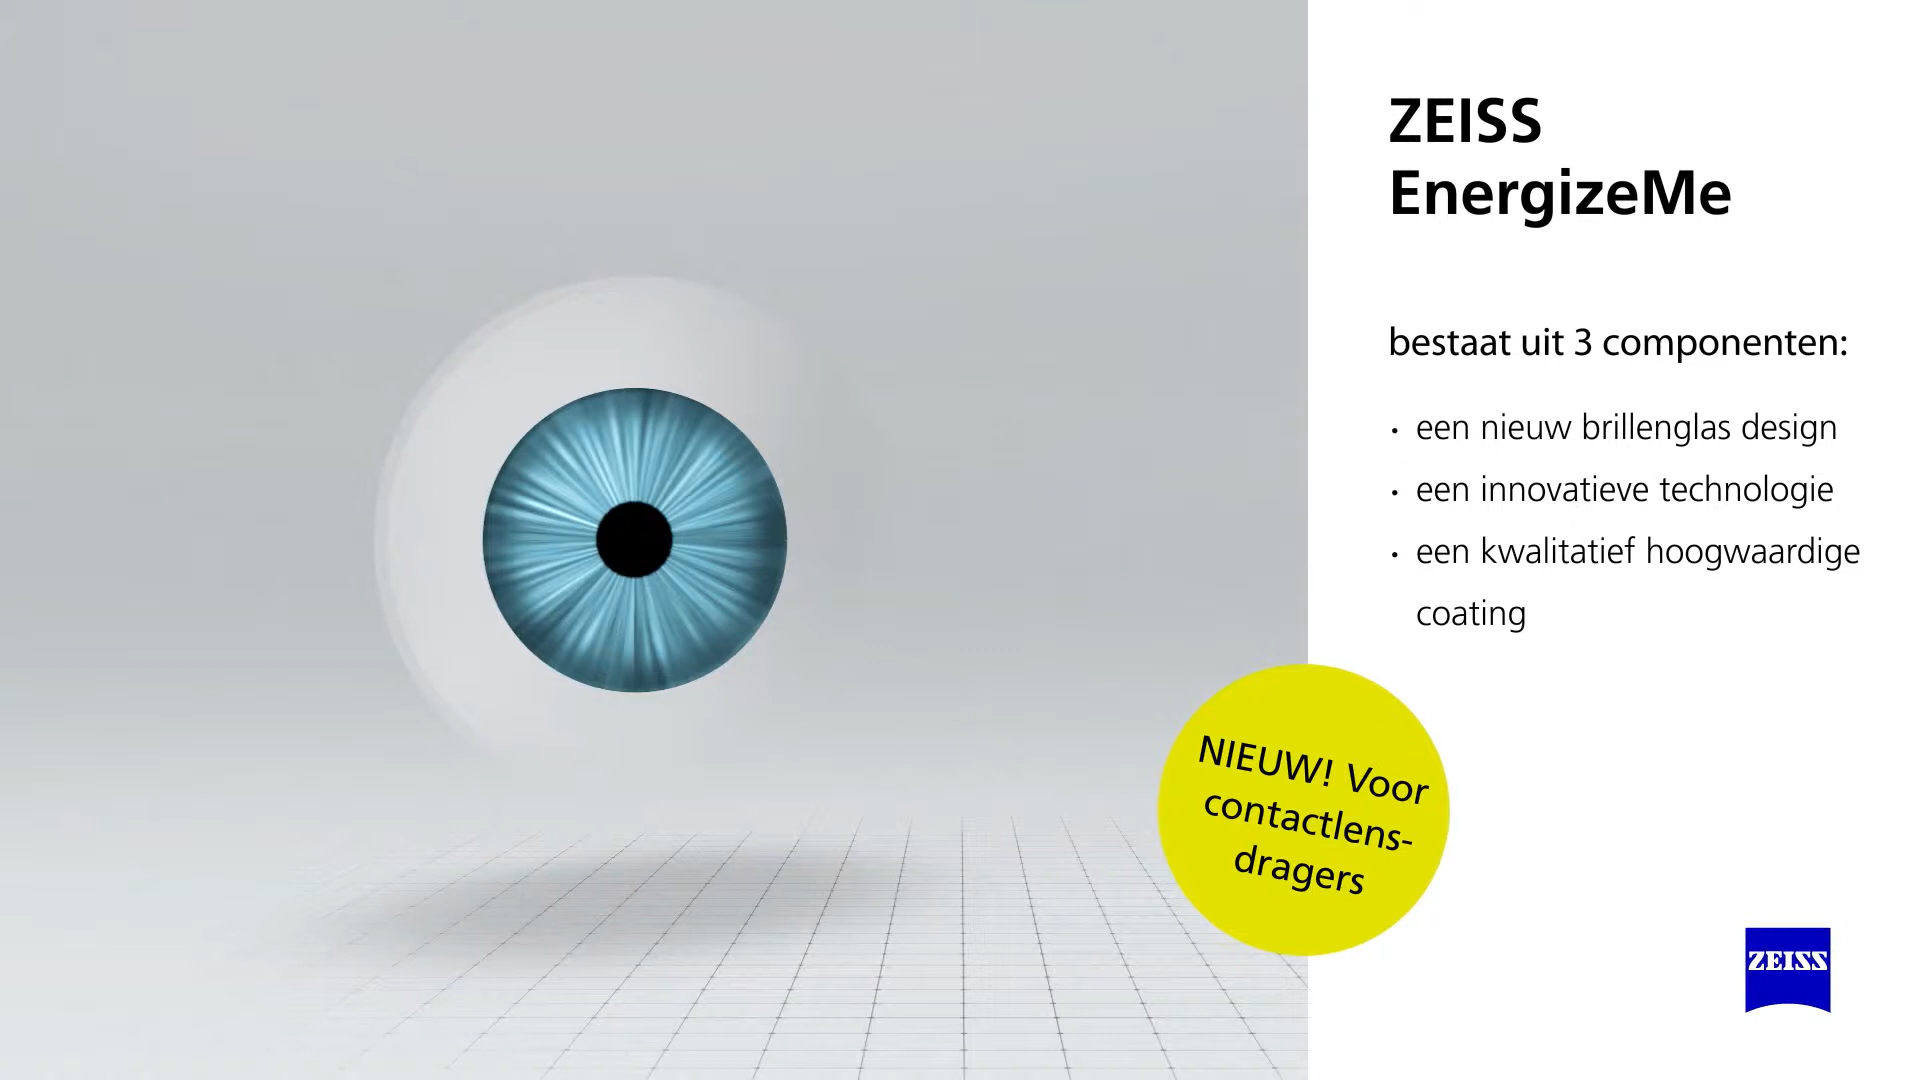 ZEISS
EnergizeMe
bestaat uit 3 componenten:
• een nieuw brillenglas design
• een innovatieve technologie
• een kwalitatief hoogwaardige
coating
NIEUW! Voor
contactlens-
dragers
ZEISS